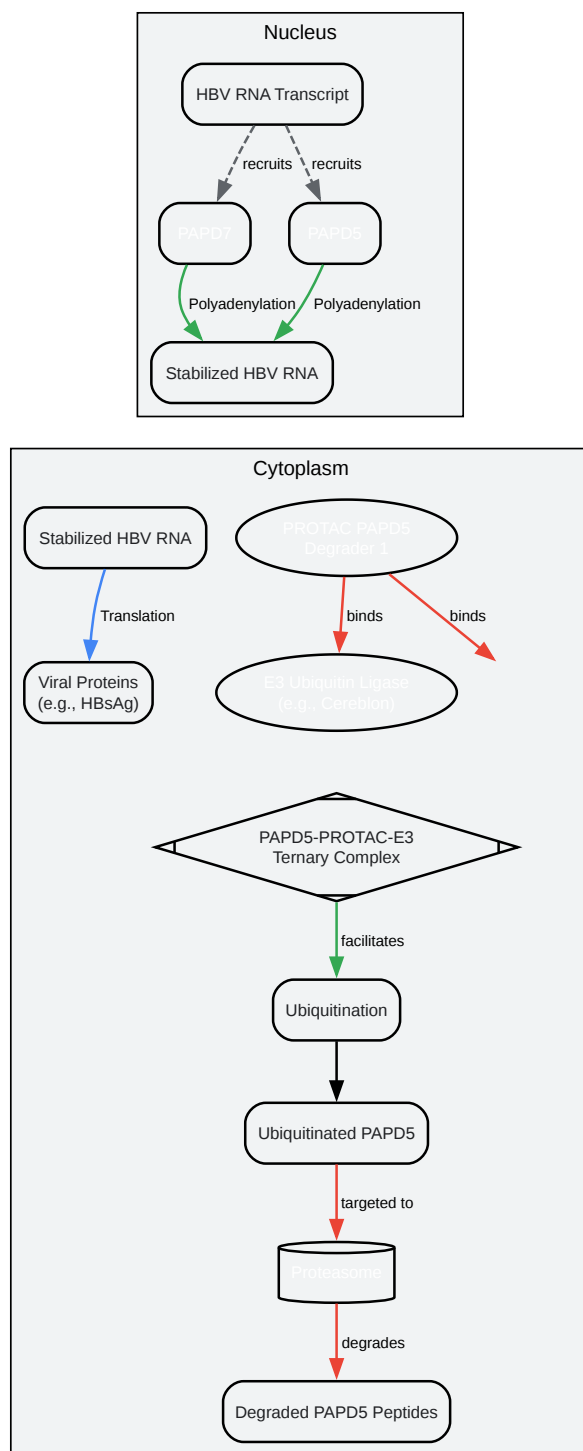 Nucleus
HBV RNA Transcript
recruits
recruits
PAPD7
PAPD5
Polyadenylation
Polyadenylation
Stabilized HBV RNA
Cytoplasm
Stabilized HBV RNA
PROTAC PAPD5
Degrader 1
Translation
binds
binds
Viral Proteins
(e.g., HBsAg)
E3 Ubiquitin Ligase
(e.g., Cereblon)
PAPD5-PROTAC-E3
Ternary Complex
facilitates
Ubiquitination
Ubiquitinated PAPD5
targeted to
Proteasome
degrades
Degraded PAPD5 Peptides